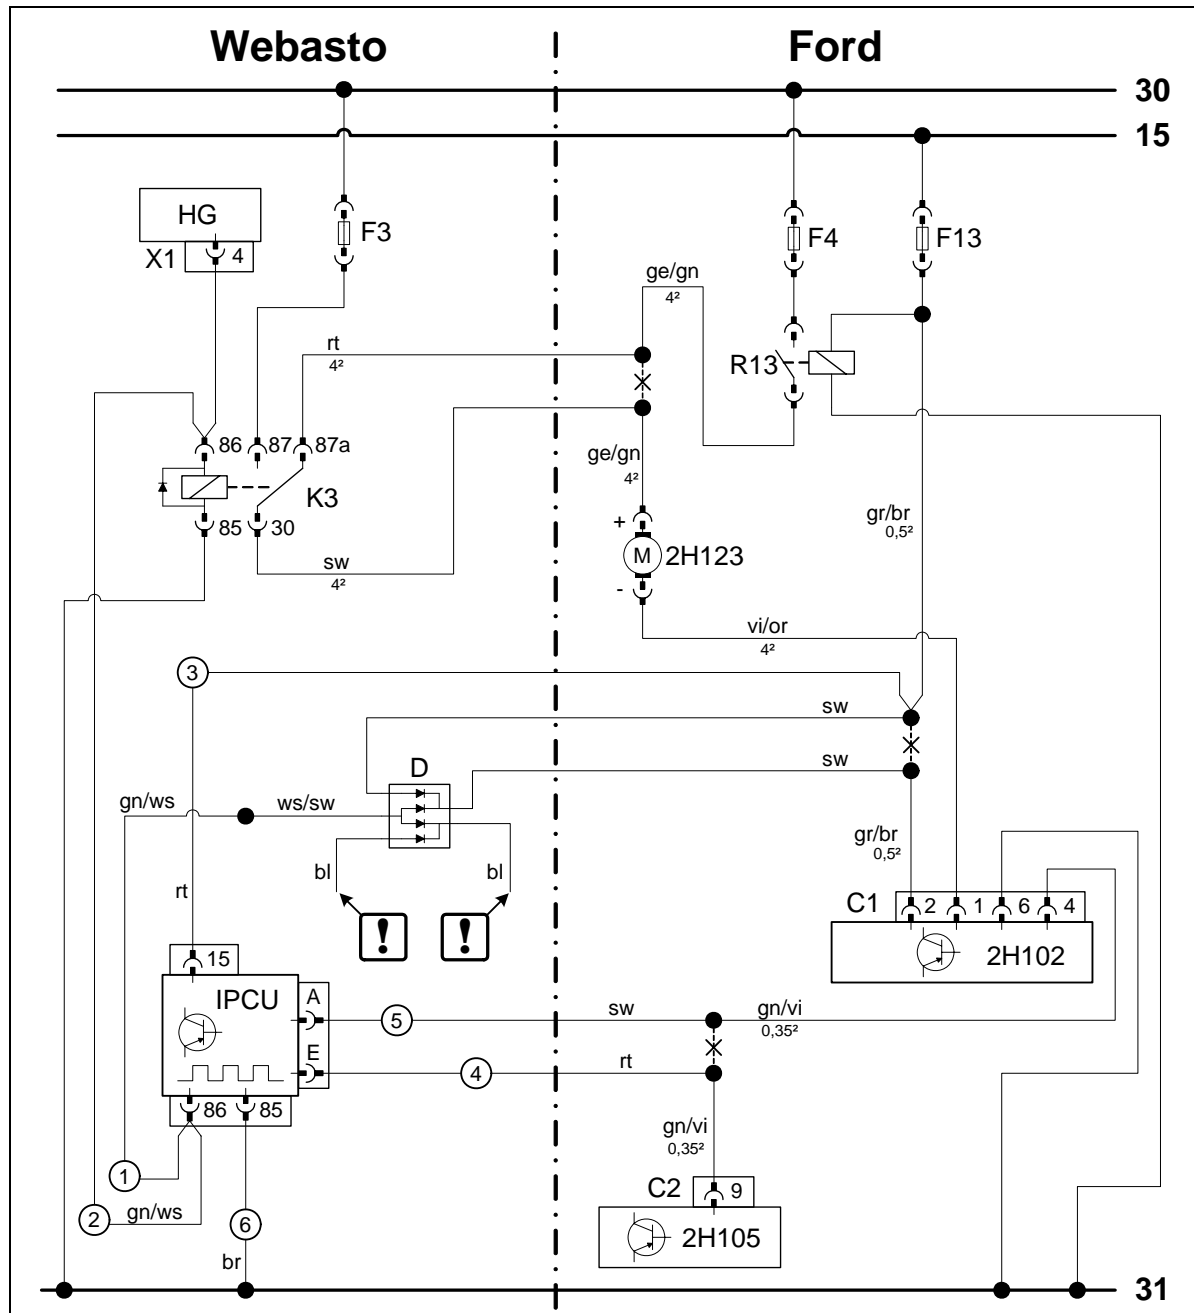 Webasto
Ford
30
15
HG
X1
4
F3
F4
F13
ge/gn
4²
rt
4²
R13
86
87
87a
ge/gn
4²
K3
85
30
+
gr/br
0,5²
sw
4²
M
2H123
-
vi/or
4²
3
sw
D
sw
gn/ws
ws/sw
gr/br
0,5²
bl
bl
rt
!
!
C1
2
1
6
4
2H102
15
IPCU
A
5
sw
gn/vi
0,35²
E
4
rt
86
85
gn/vi
0,35²
1
C2
9
2
gn/ws
6
2H105
br
31